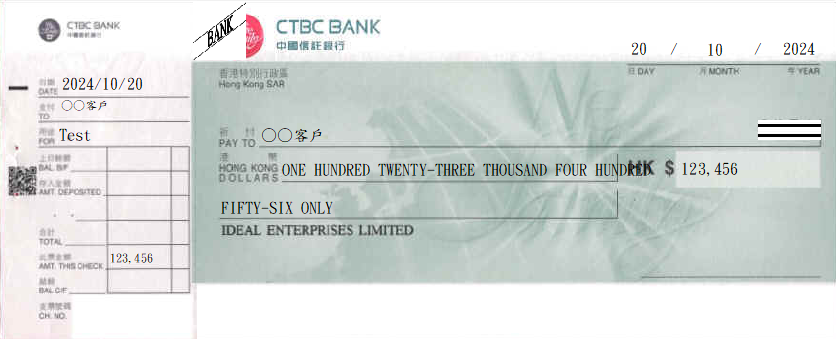 CTBC BANK
中國信託銀行
日期
DATE 2024/10/20
支付
TO ○○客戶
用途
FOR Test
上日結餘
BAL B/F
存入金額
AMT. DEPOSITED
合計
TOTAL
此票金額
AMT. THIS CHECK 123,456
結餘
BAL C/F
支票號碼
CH. NO.
BANK
CTBC BANK
中國信託銀行
20 / 10 / 2024
日 DAY 月 MONTH 年 YEAR
香港特別行政區
Hong Kong SAR
祈付
PAY TO ○○客戶
港幣
HONG KONG DOLLARS ONE HUNDRED TWENTY-THREE THOUSAND FOUR HUNDRED
HK $ 123,456
FIFTY-SIX ONLY
IDEAL ENTERPRISES LIMITED